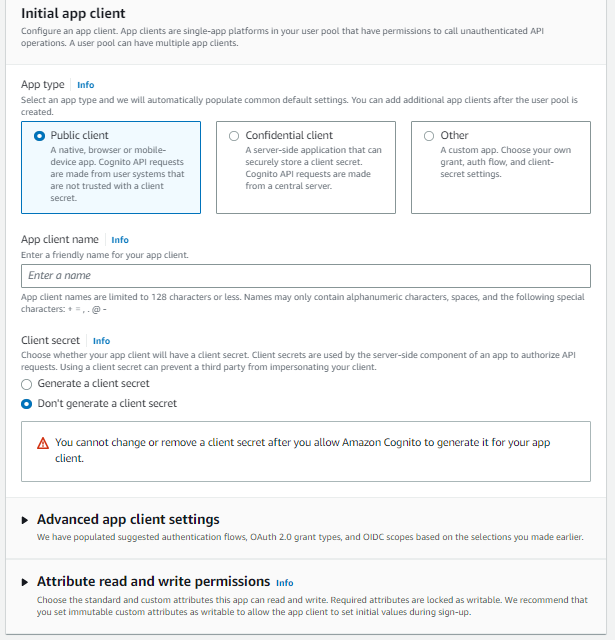 Initial app client
Configure an app client. App clients are single-app platforms in your user pool that have permissions to call unauthenticated API
operations. A user pool can have multiple app clients.
App type Info
Select an app type and we will automatically populate common default settings. You can add additional app clients after the user pool is
created.
Public client
A native, browser or mobile-
device app. Cognito API requests
are made from user systems that
are not trusted with a client
secret.
Confidential client
A server-side application that can
securely store a client secret.
Cognito API requests are made
from a central server.
Other
A custom app. Choose your own
grant, auth flow, and client-
secret settings.
App client name Info
Enter a friendly name for your app client.
Enter a name
App client names are limited to 128 characters or less. Names may only contain alphanumeric characters, spaces, and the following special
characters: + = , . @ -
Client secret Info
Choose whether your app client will have a client secret. Client secrets are used by the server-side component of an app to authorize API
requests. Using a client secret can prevent a third party from impersonating your client.
Generate a client secret
Don't generate a client secret
You cannot change or remove a client secret after you allow Amazon Cognito to generate it for your app
client.
Advanced app client settings
We have populated suggested authentication flows, OAuth 2.0 grant types, and OIDC scopes based on the selections you made earlier.
Attribute read and write permissions Info
Choose the standard and custom attributes this app can read and write. Required attributes are locked as writable. We recommend that
you set immutable custom attributes as writable to allow the app client to set initial values during sign-up.